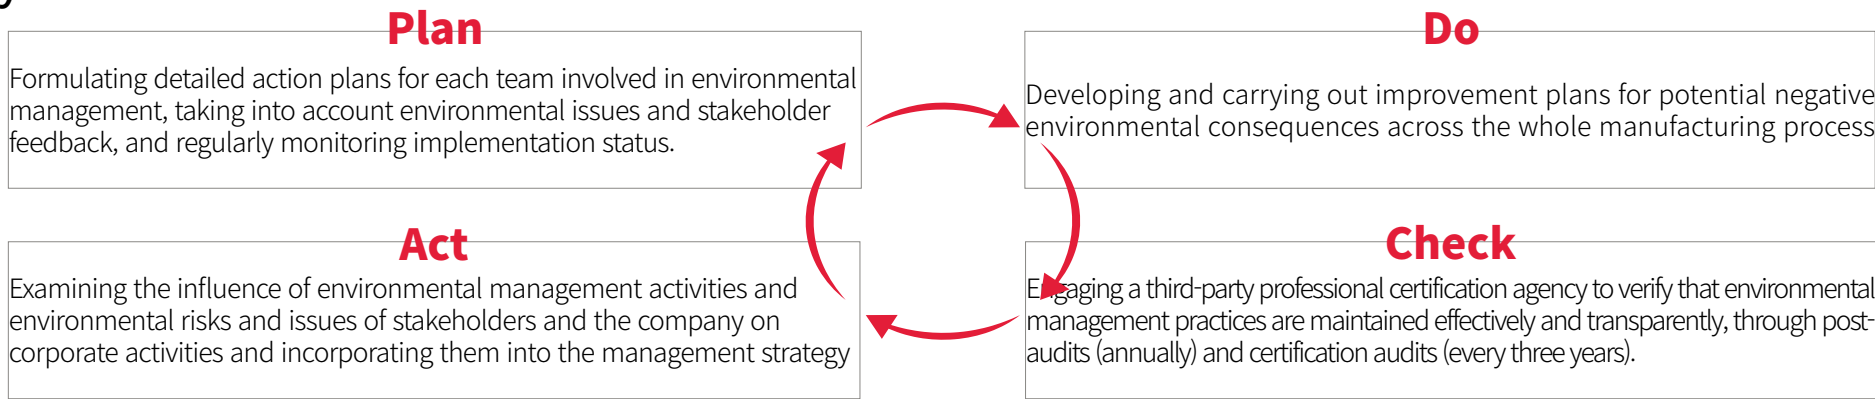 Plan
Formulating detailed action plans for each team involved in environmental
management, taking into account environmental issues and stakeholder
feedback, and regularly monitoring implementation status.
Do
Developing and carrying out improvement plans for potential negative
environmental consequences across the whole manufacturing process
Act
Examining the influence of environmental management activities and
environmental risks and issues of stakeholders and the company on
corporate activities and incorporating them into the management strategy
Check
Engaging a third-party professional certification agency to verify that environmental
management practices are maintained effectively and transparently, through post-
audits (annually) and certification audits (every three years).